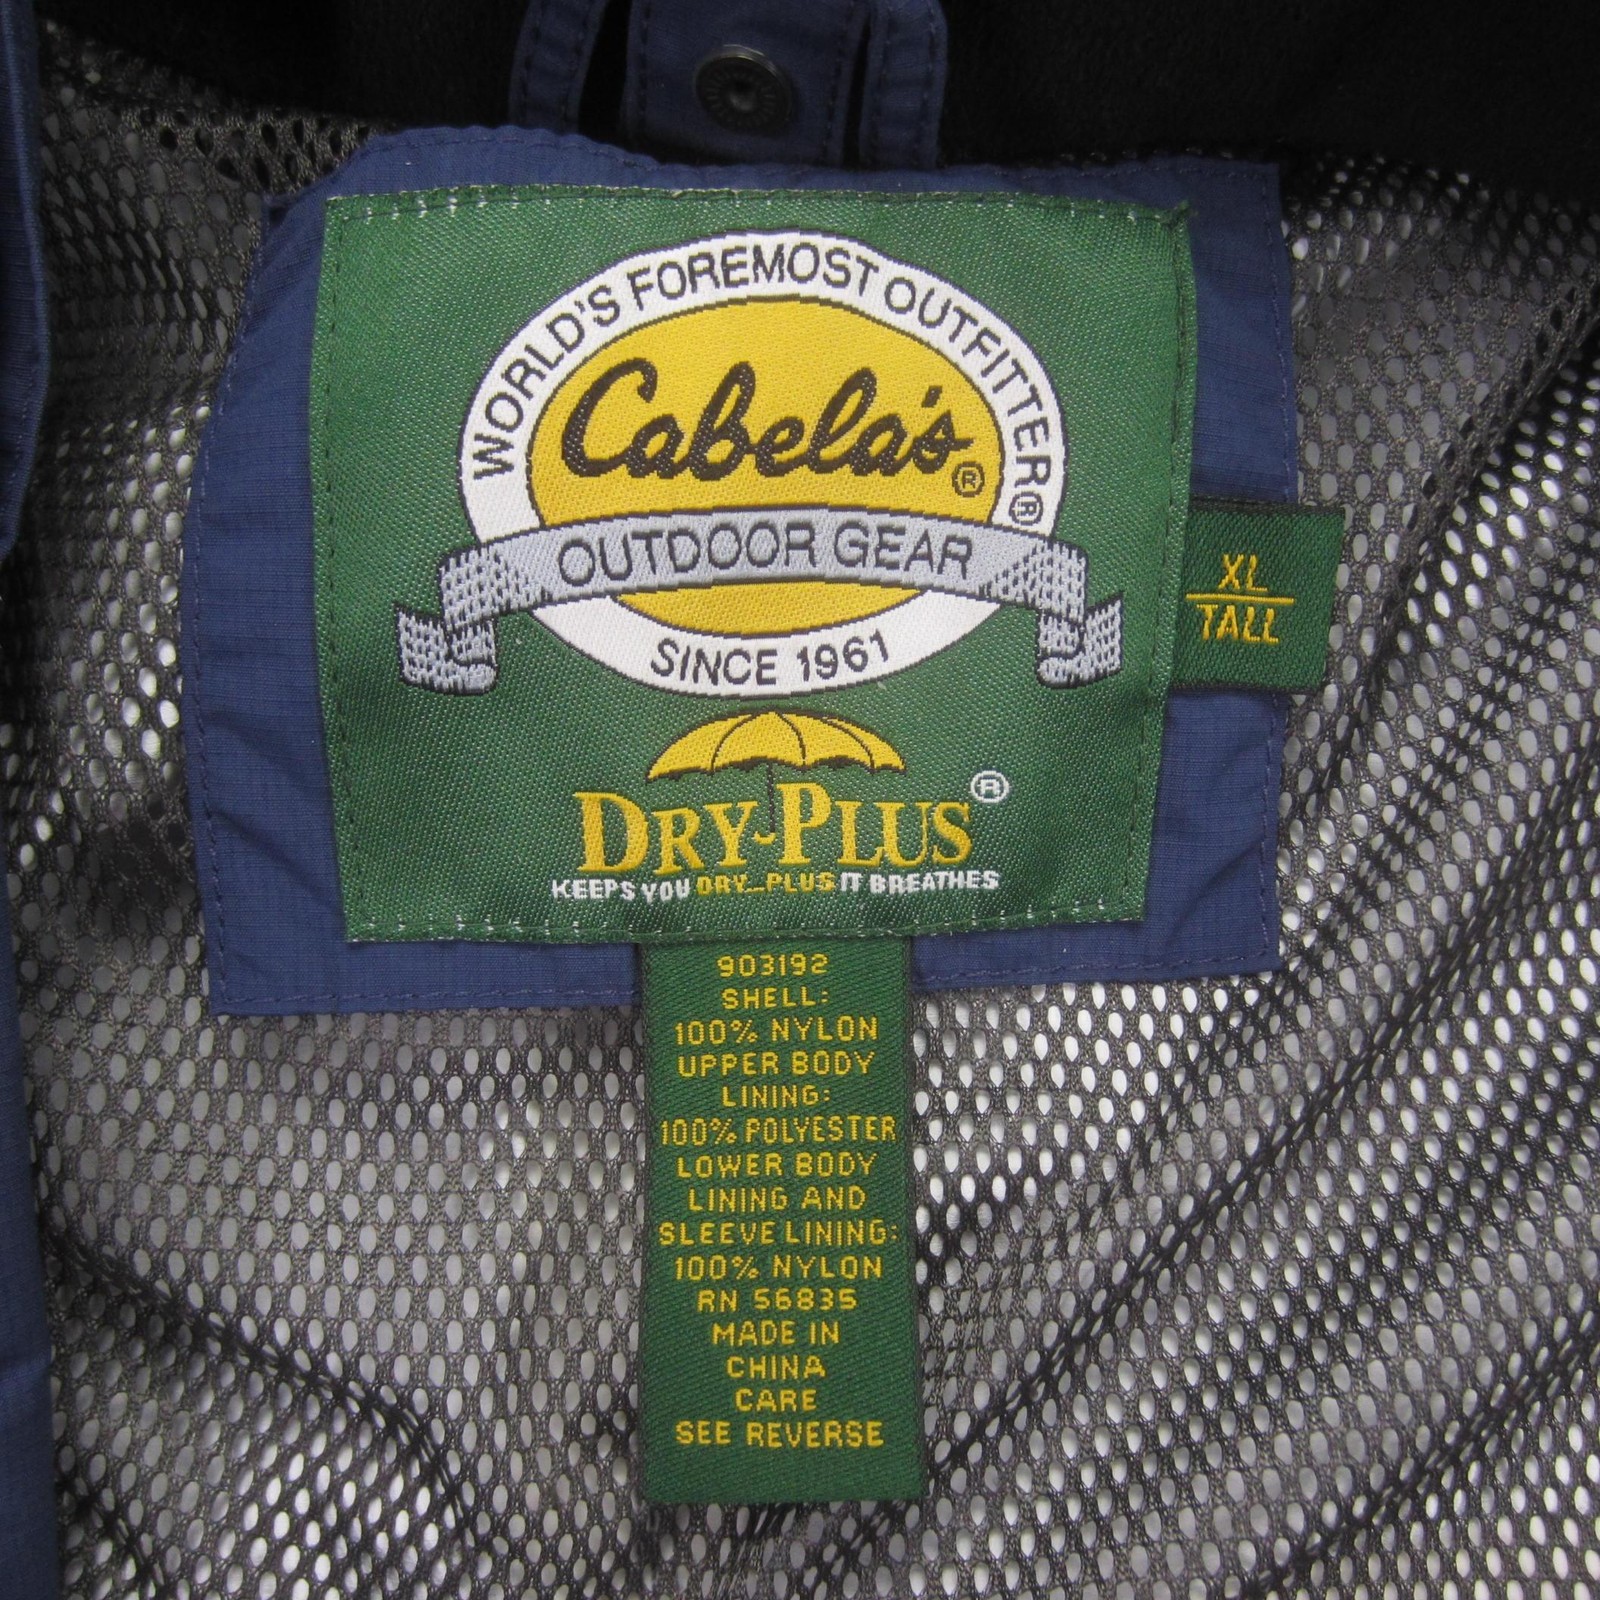 WORLD'S FOREMOST OUTFITTER®
Cabela's®
OUTDOOR GEAR
SINCE 1961
XL
TALL
DRY-PLUS®
KEEPS YOU DRY...PLUS IT BREATHES
903192
SHELL:
100% NYLON
UPPER BODY
LINING:
100% POLYESTER
LOWER BODY
LINING AND
SLEEVE LINING:
100% NYLON
RN 56835
MADE IN
CHINA
CARE
SEE REVERSE